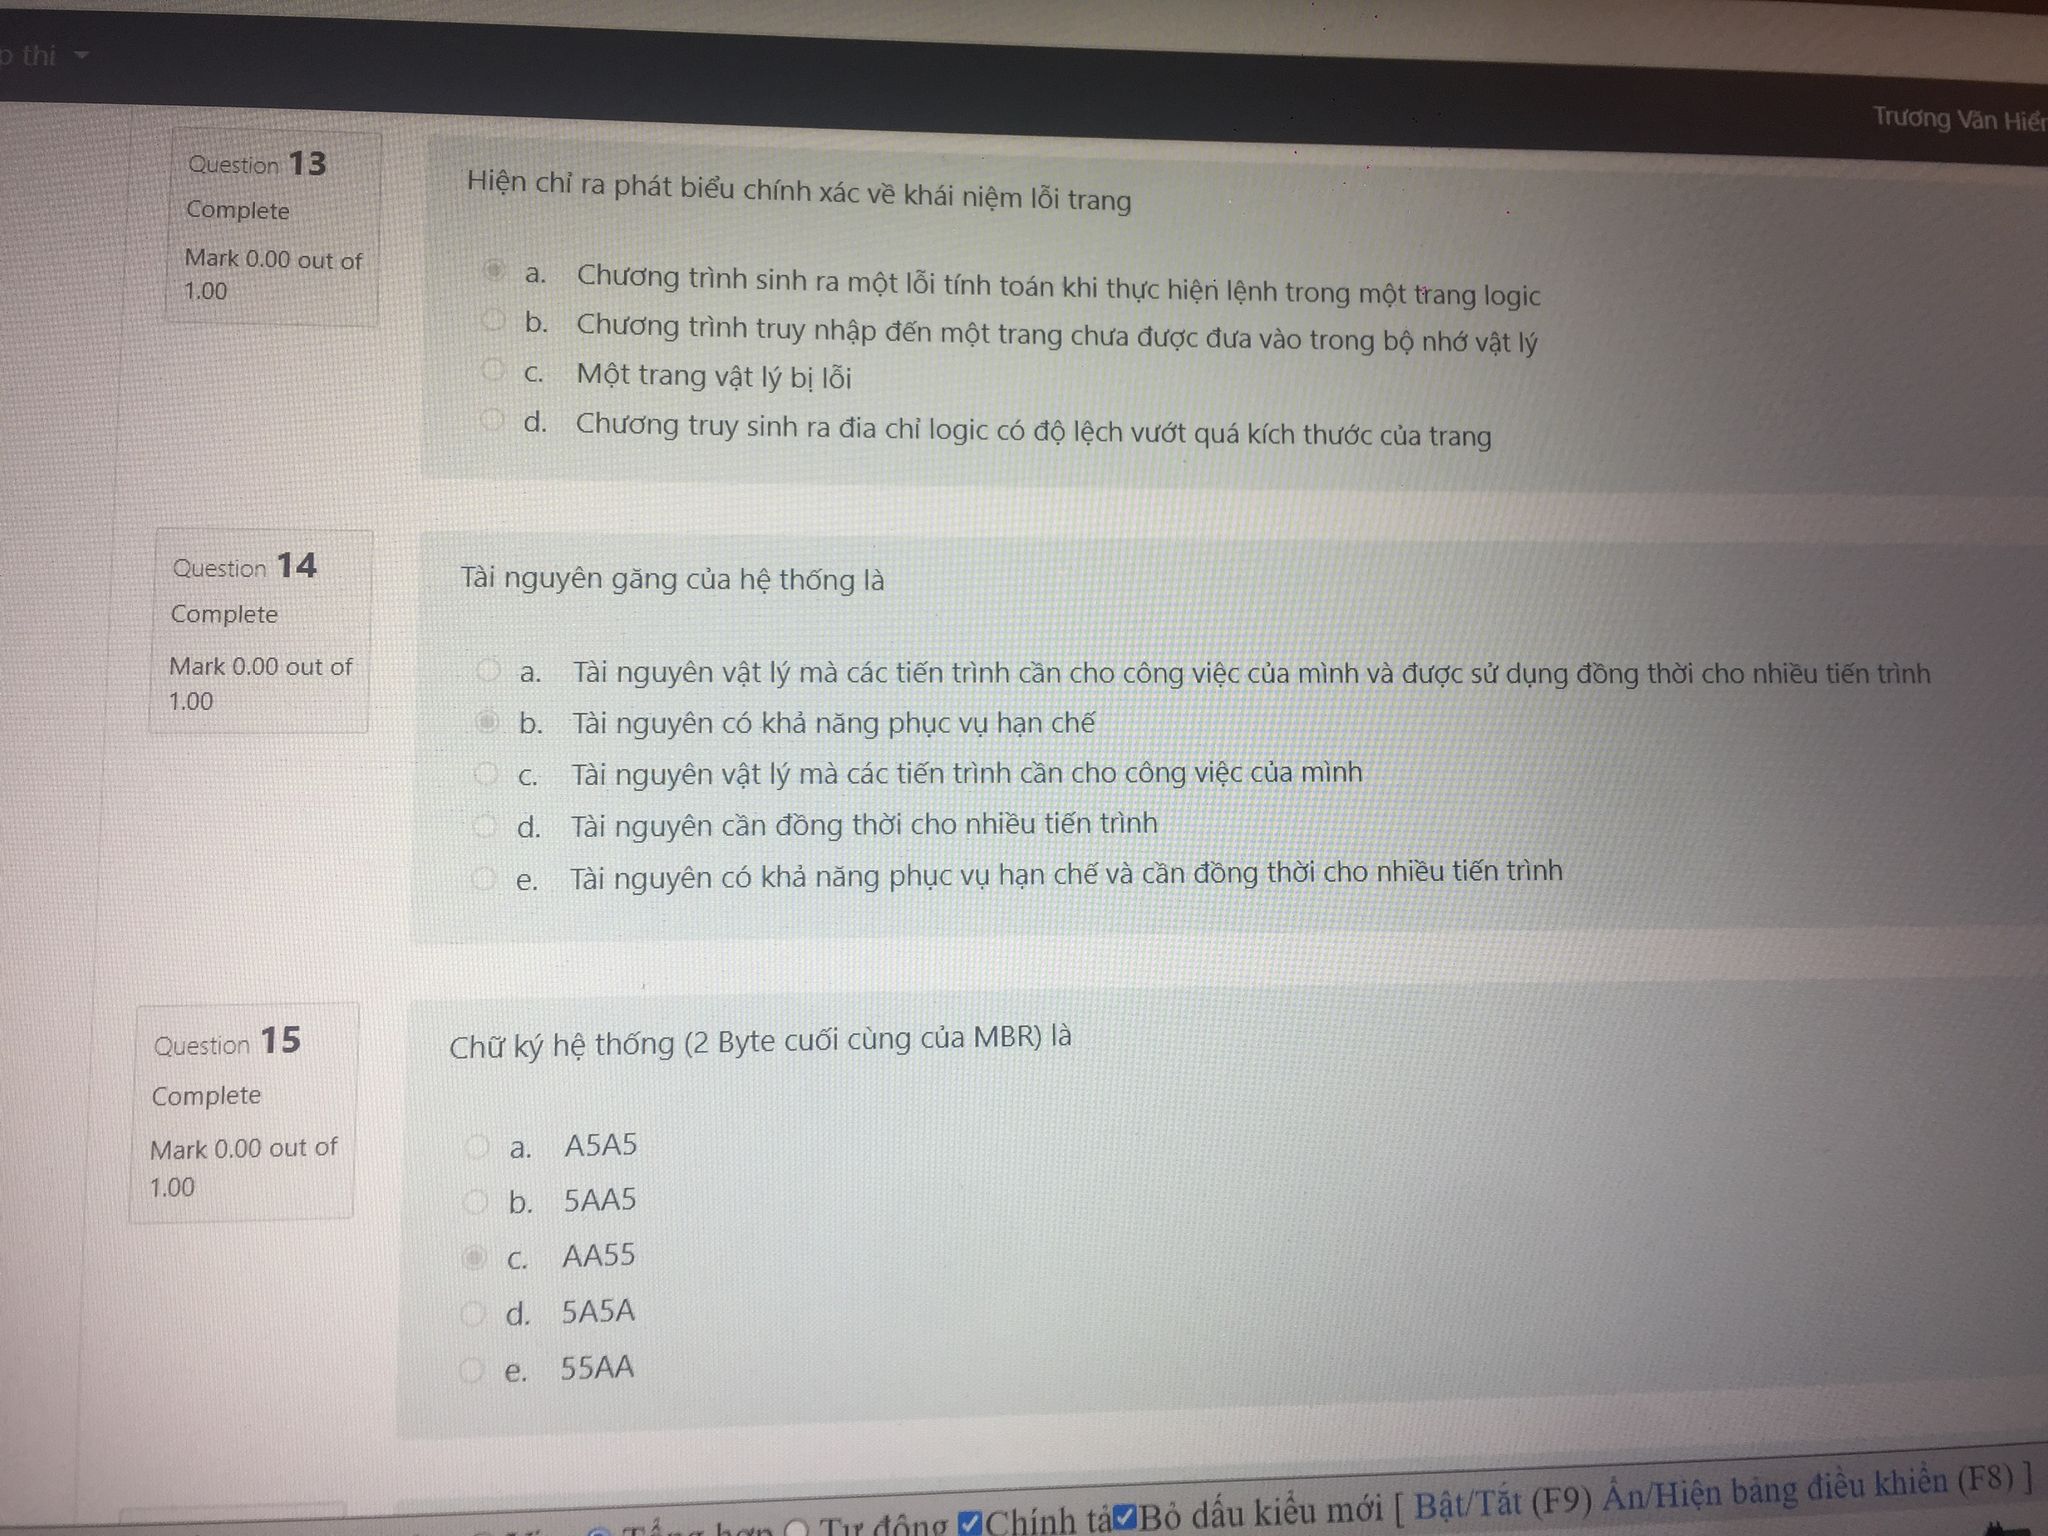 thi
Trương Văn
Question 13
Complete
Mark 0.00 out of
1.00
Hiện chỉ ra phát biểu chính xác về khái niệm lỗi trang
a. Chương trình sinh ra một lỗi tính toán khi thực hiện lệnh trong một trang logic
b. Chương trình truy nhập đến một trang chưa được đưa vào trong bộ nhớ vật lý
c. Một trang vật lý bị lỗi
d. Chương truy sinh ra đia chỉ logic có độ lệch vướt quá kích thước của trang
Question 14
Complete
Mark 0.00 out of
1.00
Tài nguyên găng của hệ thống là
a. Tài nguyên vật lý mà các tiến trình cần cho công việc của mình và được sử dụng đồng thời cho nhiều tiến trình
b. Tài nguyên có khả năng phục vụ hạn chế
c. Tài nguyên vật lý mà các tiến trình cần cho công việc của mình
d. Tài nguyên cần đồng thời cho nhiều tiến trình
e. Tài nguyên có khả năng phục vụ hạn chế và cần đồng thời cho nhiều tiến trình
Question 15
Complete
Mark 0.00 out of
1.00
Chữ ký hệ thống (2 Byte cuối cùng của MBR) là
a. A5A5
b. 5AA5
c. AA55
d. 5A5A
e. 55AA
Tự động Chính tả Bỏ dấu kiểu mới [ Bật/Tắt (F9) Ẩn/Hiện bảng điều khiển (F8) ]